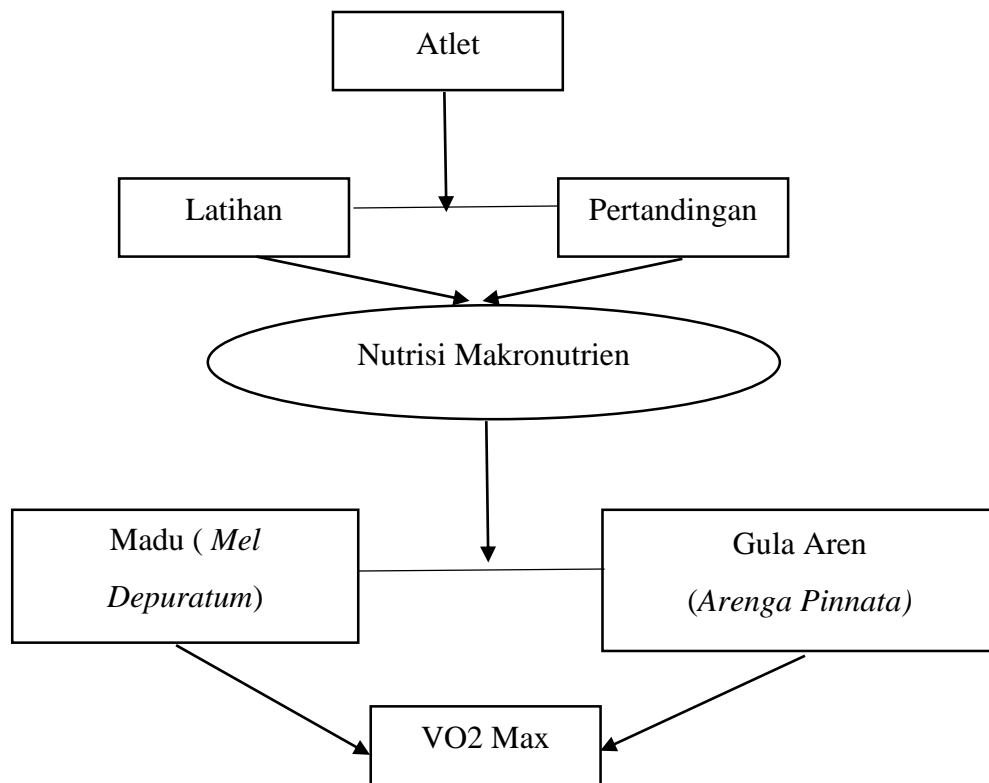 Atlet
Latihan
Pertandingan
Nutrisi Makronutrien
Madu ( Mel
Depuratum)
Gula Aren
(Arenga Pinnata)
VO2 Max